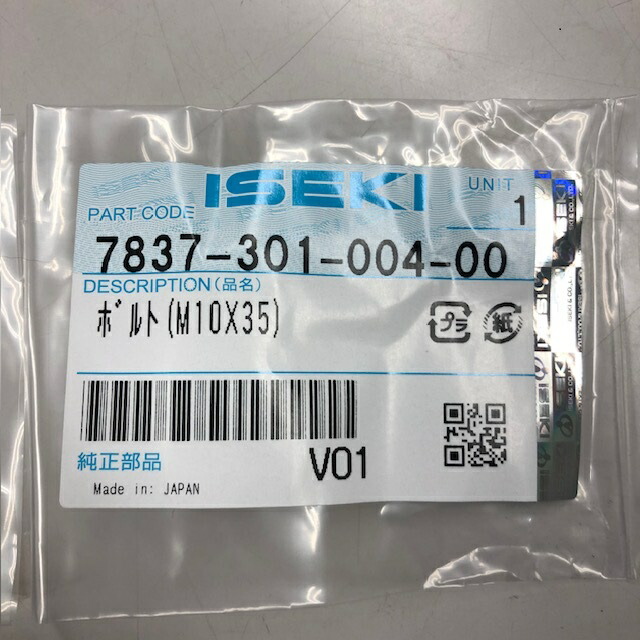 ISEKI
UNIT
PART CODE
1
7837-301-004-00
DESCRIPTION(品名)
ボルト(M10X35)
プラ
紙
純正部品
V01
Made in: JAPAN